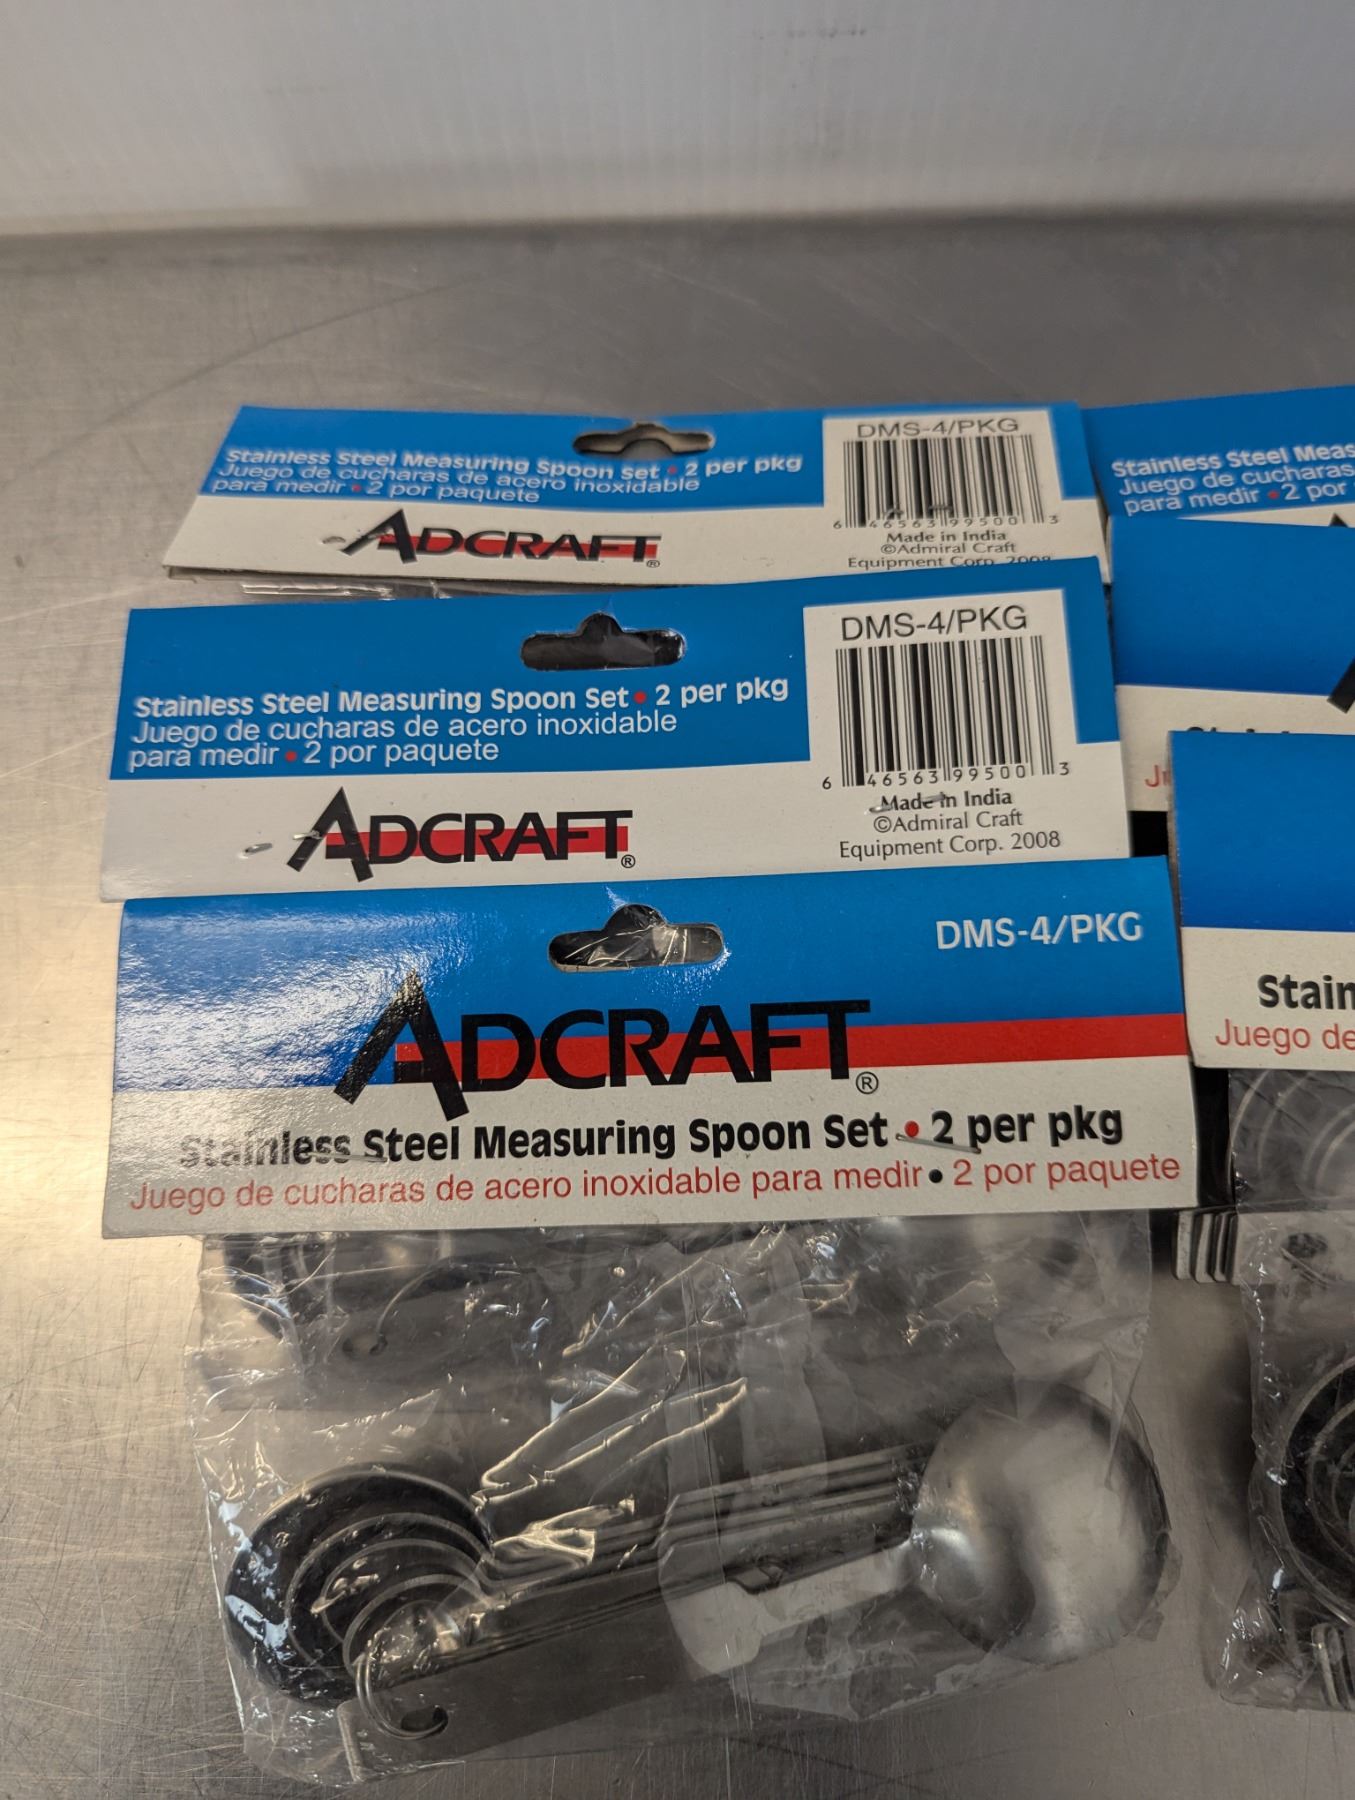 Stainless Steel Measuring Spoon Set • 2 per pkg
Juego de cucharas de acero inoxidable
para medir • 2 por paquete
ADCRAFT®
DMS-4/PKG
6 46563 99500 3
Made in India
©Admiral Craft
Equipment Corp. 2008
Stainless Steel Meas
Juego de cucharas
para medir • 2 por
Stainless Steel Measuring Spoon Set • 2 per pkg
Juego de cucharas de acero inoxidable
para medir • 2 por paquete
ADCRAFT®
DMS-4/PKG
6 46563 99500 3
Made in India
©Admiral Craft
Equipment Corp. 2008
DMS-4/PKG
ADCRAFT®
Stainless Steel Measuring Spoon Set • 2 per pkg
Juego de cucharas de acero inoxidable para medir • 2 por paquete
Stain
Juego de